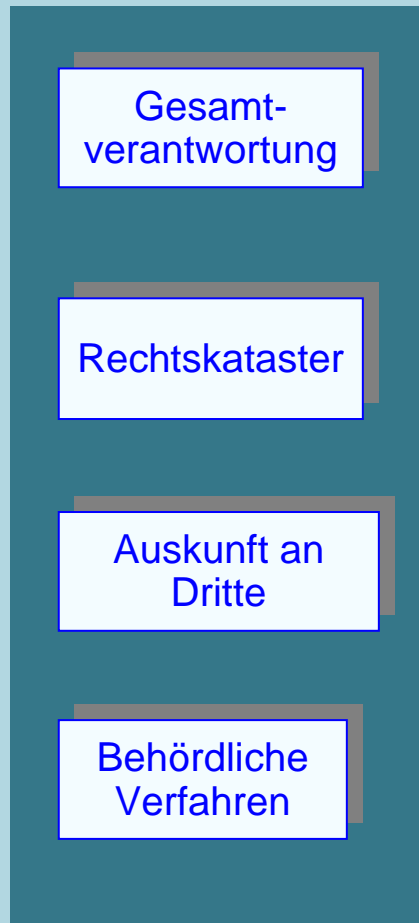 Gesamt-
verantwortung
Rechtskataster
Auskunft an
Dritte
Behördliche
Verfahren